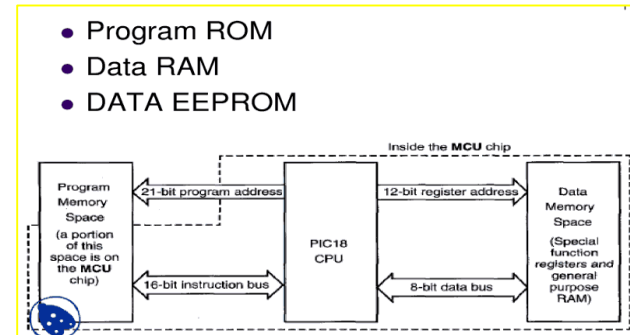 Program ROM
Data RAM
DATA EEPROM
Inside the MCU chip
Program
Memory
Space
(a portion
of this
space is on
the MCU
chip)
21-bit program address
16-bit instruction bus
PIC18
CPU
12-bit register address
8-bit data bus
Data
Memory
Space
(Special
function
registers and
general
purpose
RAM)